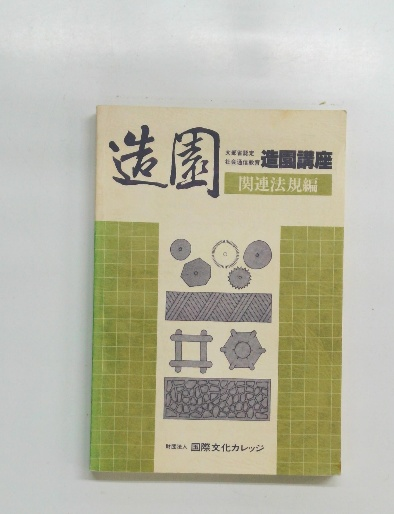 造園
文部省認定
社会通信教育
造園講座
関連法規編
財団法人 国際文化カレッジ